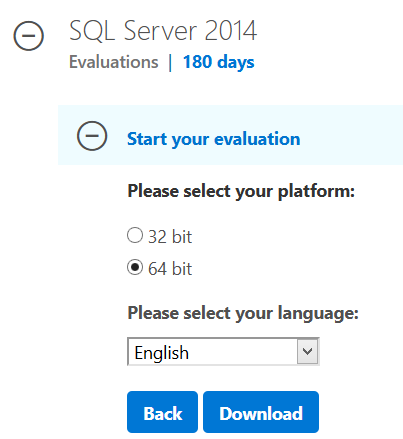 SQL Server 2014
Evaluations | 180 days
Start your evaluation
Please select your platform:
32 bit
64 bit
Please select your language:
English
Back Download